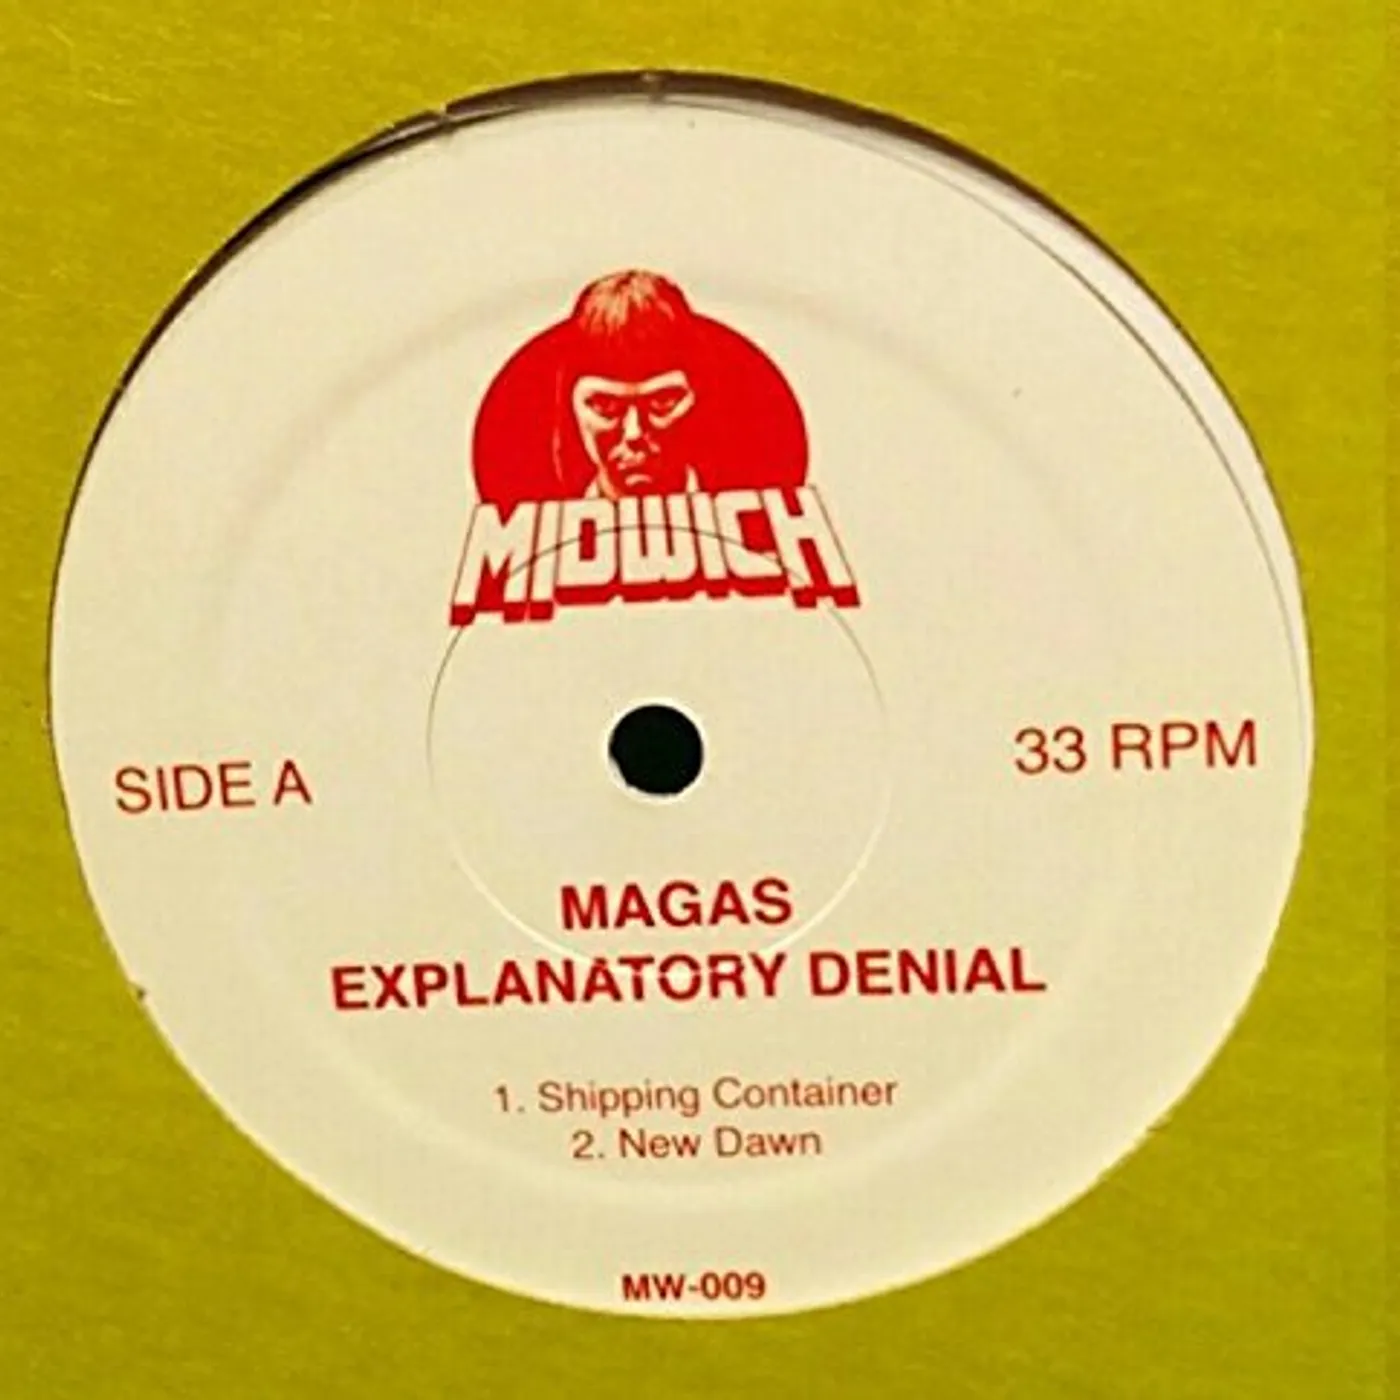 MIDWICH
SIDE A
33 RPM
MAGAS
EXPLANATORY DENIAL
1. Shipping Container
2. New Dawn
MW-009